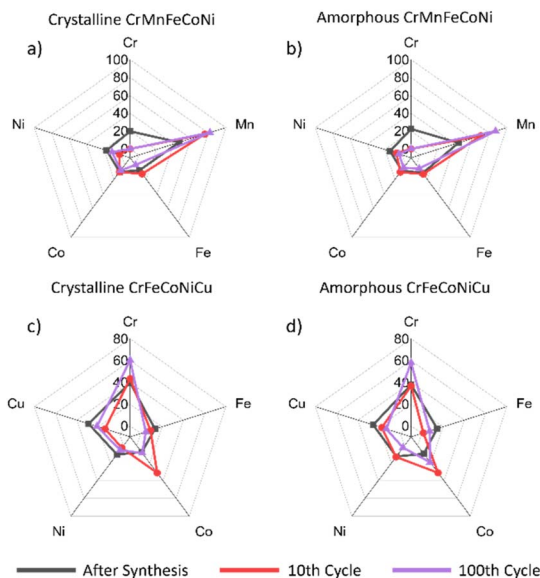 Crystalline CrMnFeCoNi
Amorphous CrMnFeCoNi
a)
Cr
100
80
60
40
20
0
Ni
Mn
Co
Fe
b)
Cr
100
80
60
40
20
0
Ni
Mn
Co
Fe
Crystalline CrFeCoNiCu
Amorphous CrFeCoNiCu
c)
Cr
80
60
40
20
0
Cu
Fe
Ni
Co
d)
Cr
80
60
40
20
0
Cu
Fe
Ni
Co
After Synthesis 10th Cycle 100th Cycle